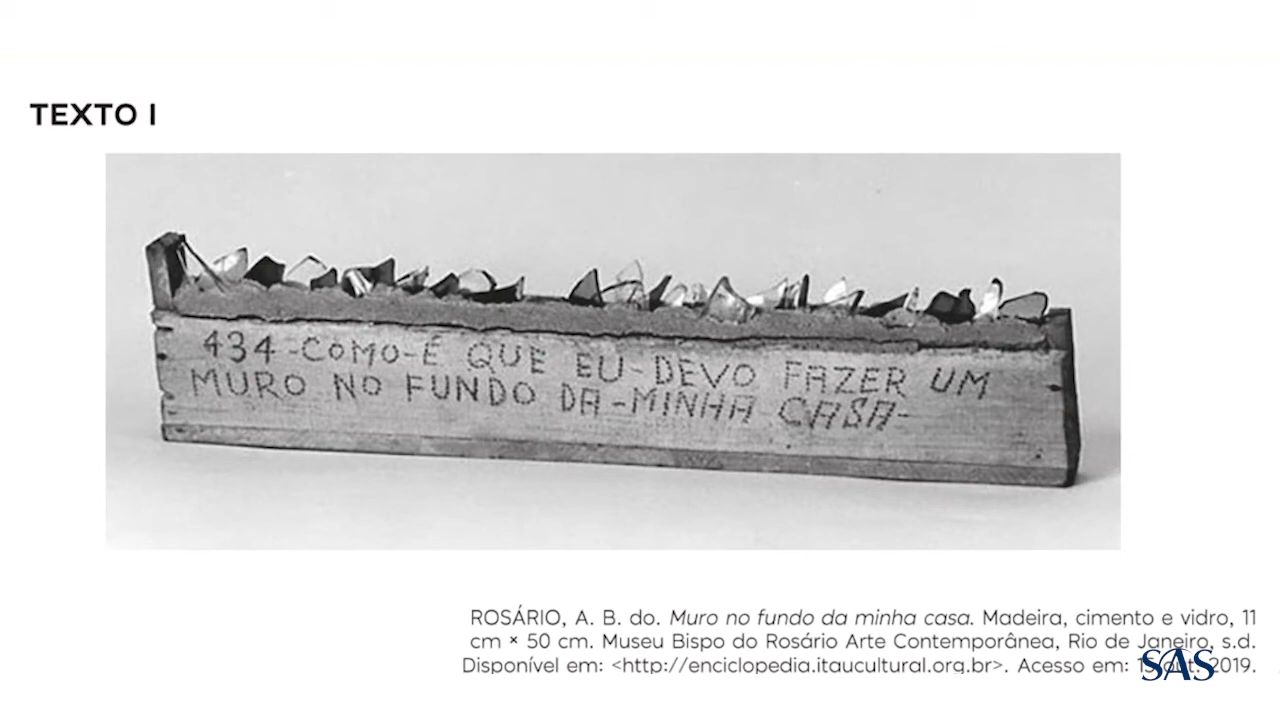 TEXTO I
434-COMO-É QUE EU-DEVO FAZER UM
MURO NO FUNDO DA-MINHA CASA-
ROSÁRIO, A. B. do. Muro no fundo da minha casa. Madeira, cimento e vidro, 11
cm × 50 cm. Museu Bispo do Rosário Arte Contemporânea, Rio de Janeiro, s.d.
Disponível em: <http://enciclopedia.itaucultural.org.br>. Acesso em: out. 2019.
SAS